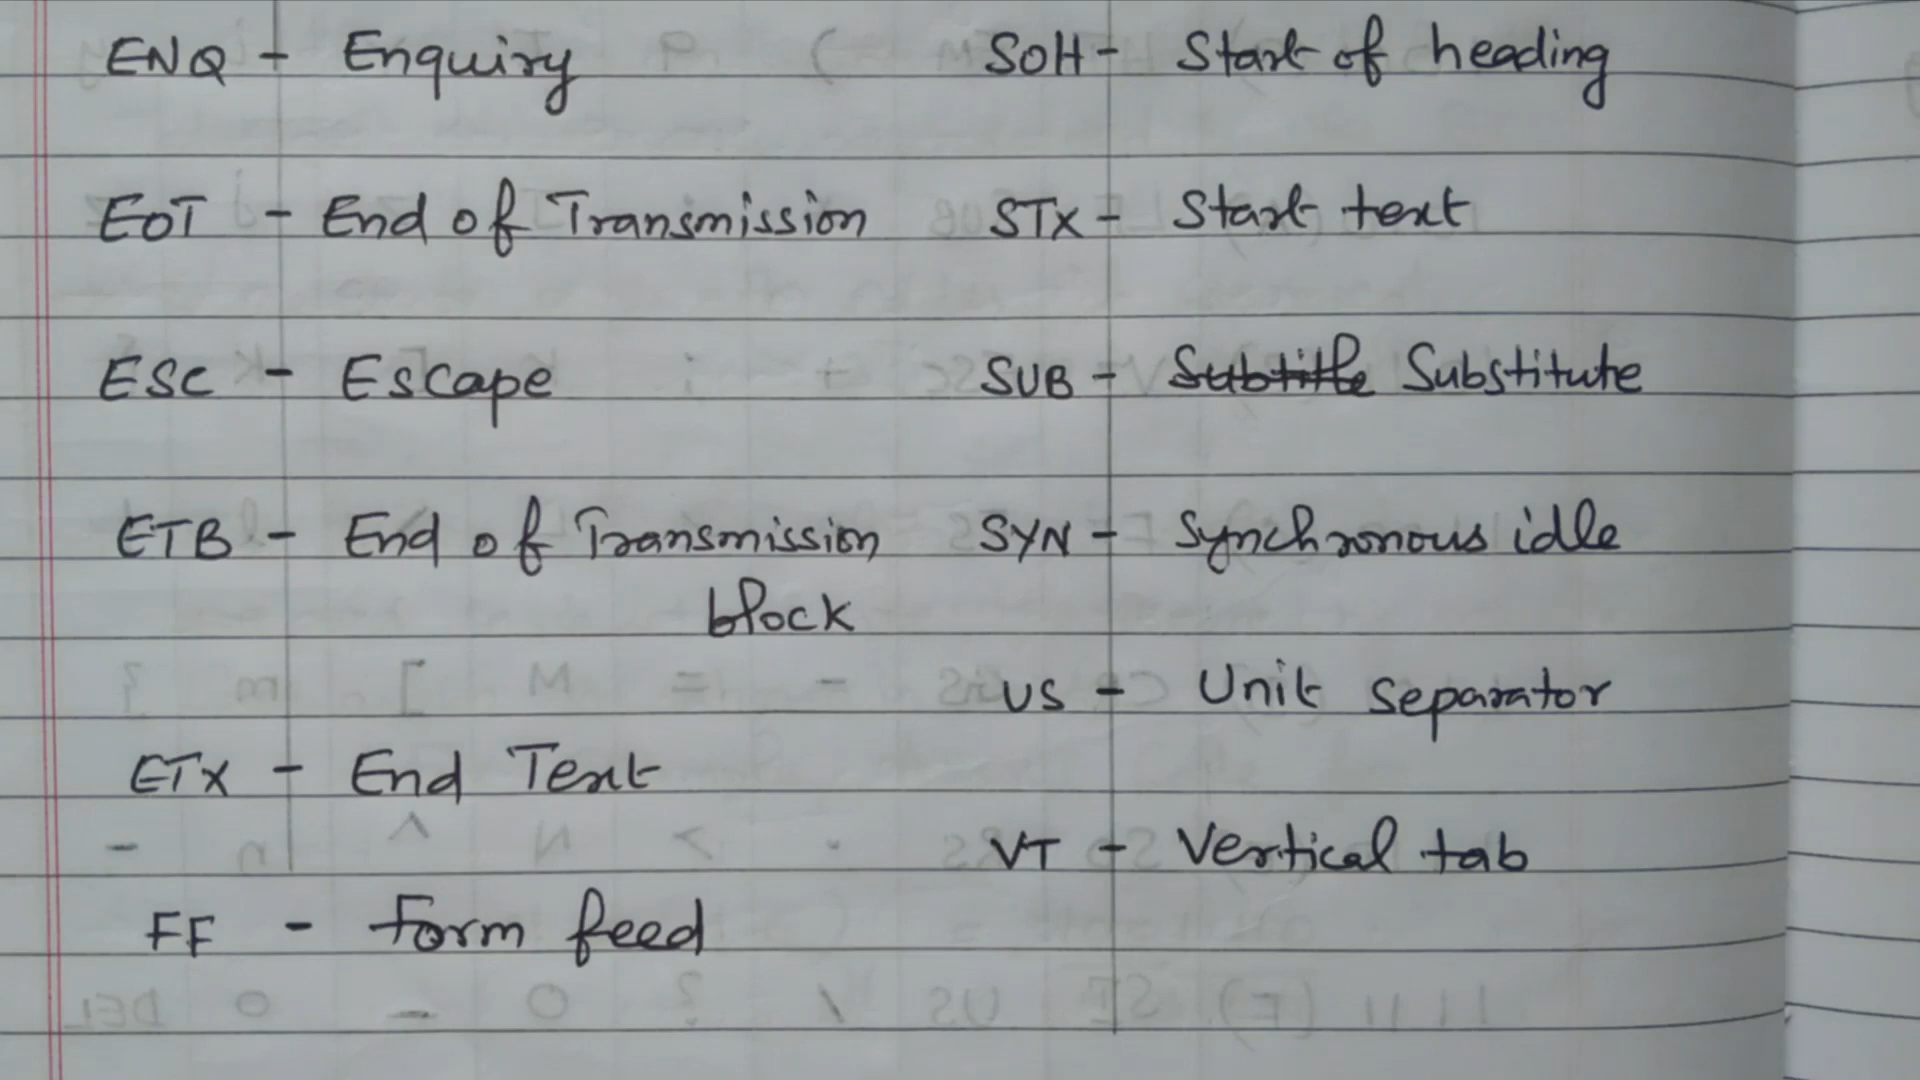 ENQ - Enquiry
EOT - End of Transmission
ESC - Escape
ETB - End of Transmission
block
ETX - End Text
FF - Form feed
SOH - Start of heading
STX - Start text
SUB - Subtitle Substitute
SYN - Synchronous idle
US - Unit separator
VT - Vertical tab